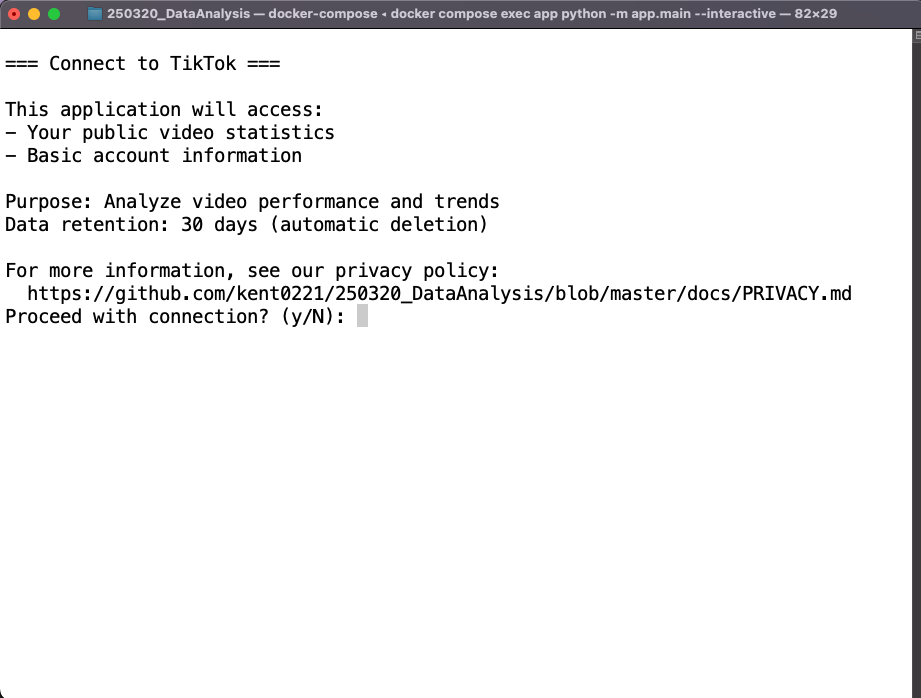 250320_DataAnalysis — docker-compose ◂ docker compose exec app python -m app.main --interactive — 82×29
=== Connect to TikTok ===
This application will access:
- Your public video statistics
- Basic account information
Purpose: Analyze video performance and trends
Data retention: 30 days (automatic deletion)
For more information, see our privacy policy:
https://github.com/kent0221/250320_DataAnalysis/blob/master/docs/PRIVACY.md
Proceed with connection? (y/N):